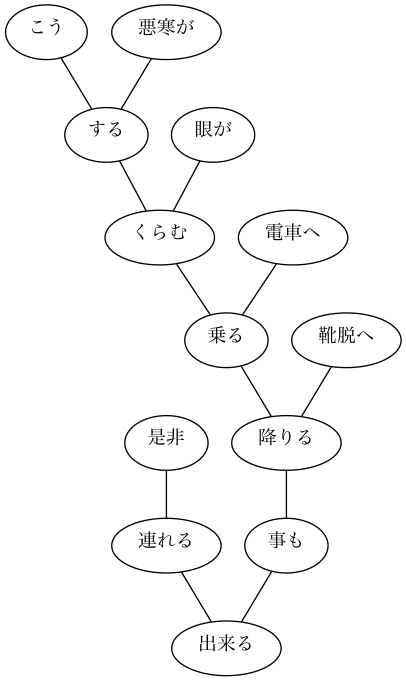 こう
悪寒が
する
眼が
くらむ
電車へ
乗る
靴脱へ
是非
降りる
連れる
事も
出来る